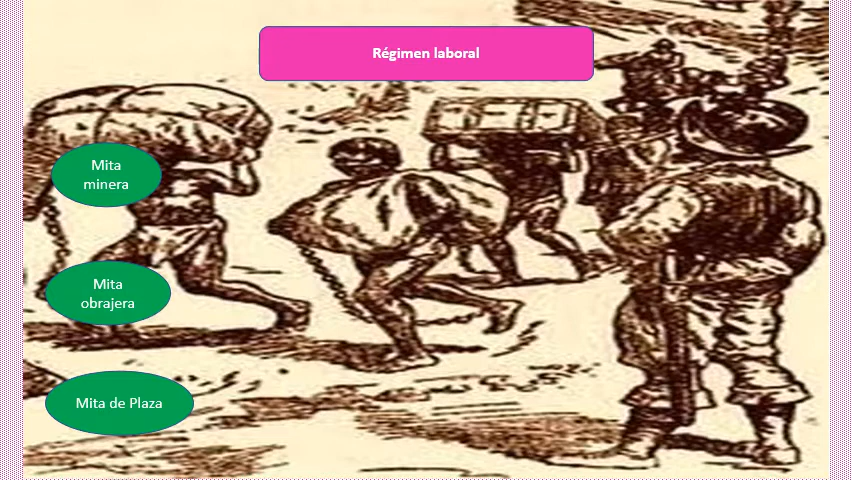 Régimen laboral
Mita
minera
Mita
obrajera
Mita de Plaza